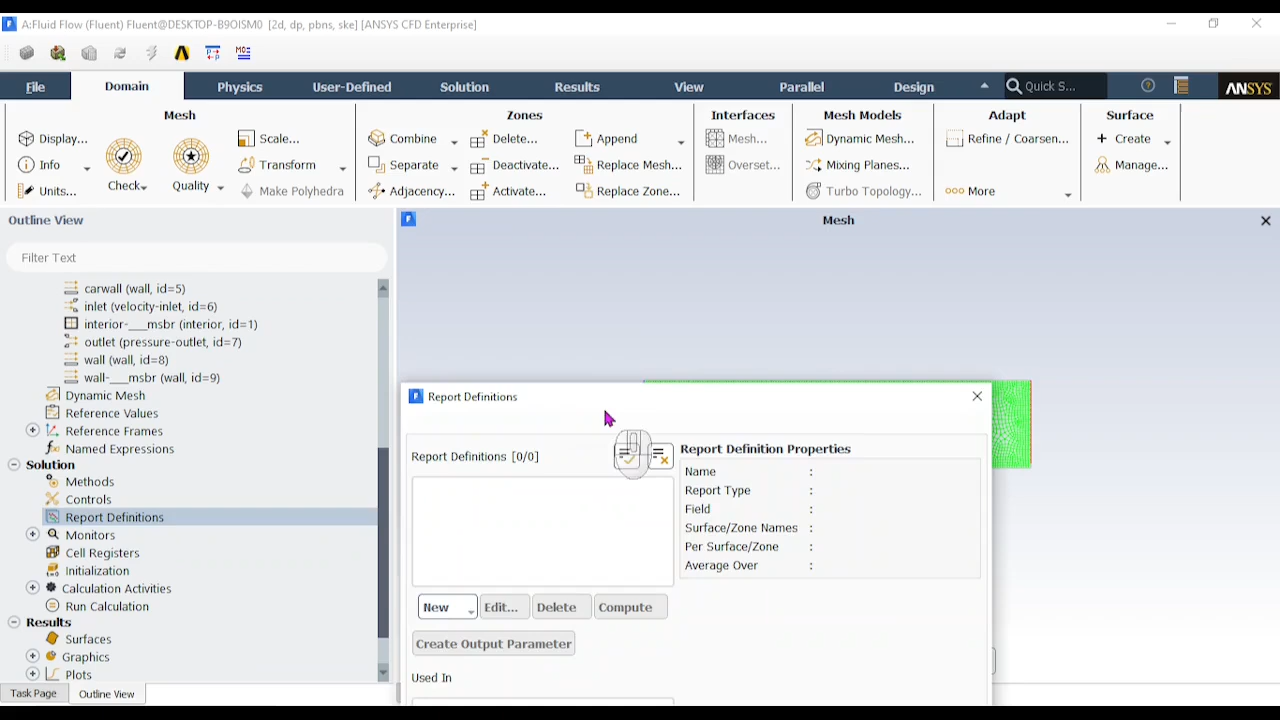 A:Fluid Flow (Fluent) Fluent@DESKTOP-B9OISM0 [2d, dp, pbns, ske] [ANSYS CFD Enterprise]
File Domain Physics User-Defined Solution Results View Parallel Design Quick S... ANSYS
Mesh Zones Interfaces Mesh Models Adapt Surface
Display... Scale... Combine Delete... Append Mesh... Dynamic Mesh... Refine / Coarsen... + Create
Info Transform Separate Deactivate... Replace Mesh... Overset... Mixing Planes... Manage...
Check Quality
Units... Make Polyhedra Adjacency... Activate... Replace Zone... Turbo Topology... More
Outline View
Mesh
Filter Text
carwall (wall, id=5)
inlet (velocity-inlet, id=6)
interior-___msbr (interior, id=1)
outlet (pressure-outlet, id=7)
wall (wall, id=8)
wall-___msbr (wall, id=9)
Dynamic Mesh
Reference Values
Reference Frames
Named Expressions
Solution
Methods
Controls
Report Definitions
Monitors
Cell Registers
Initialization
Calculation Activities
Run Calculation
Results
Surfaces
Graphics
Plots
Task Page Outline View
Report Definitions
Report Definitions [0/0]
Report Definition Properties
Name :
Report Type :
Field :
Surface/Zone Names :
Per Surface/Zone :
Average Over :
New Edit... Delete Compute
Create Output Parameter
Used In